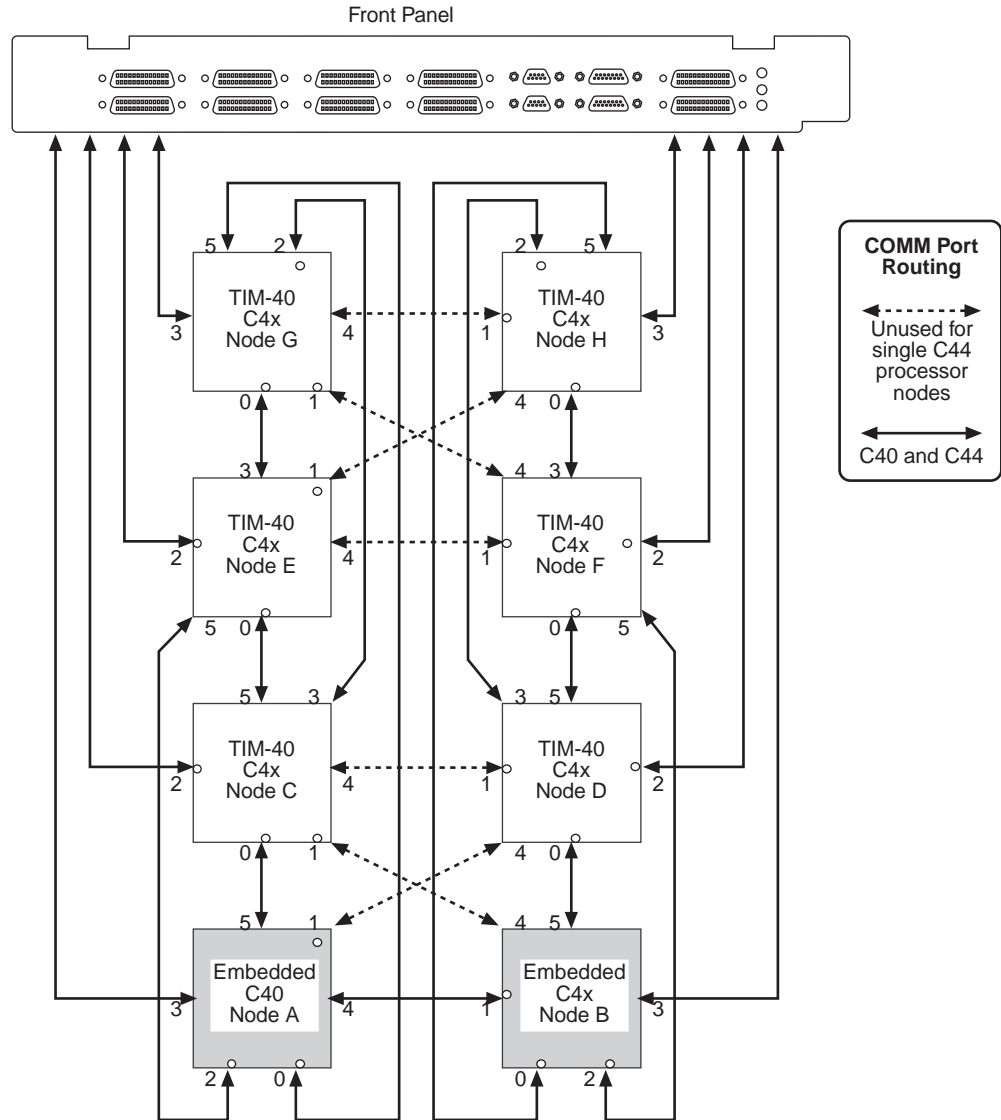 Front Panel
5 2
2 5
TIM-40
C4x
Node G
TIM-40
C4x
Node H
3
4
1
3
0 1
4 0
3 1
4 3
TIM-40
C4x
Node E
TIM-40
C4x
Node F
2
4
1
2
5 0
0 5
5 3
3 5
TIM-40
C4x
Node C
TIM-40
C4x
Node D
2
4
1
2
0 1
4 0
5 1
4 5
Embedded
C40
Node A
Embedded
C4x
Node B
3
4
1
3
2 0
0 2
COMM Port
Routing
Unused for
single C44
processor
nodes
C40 and C44